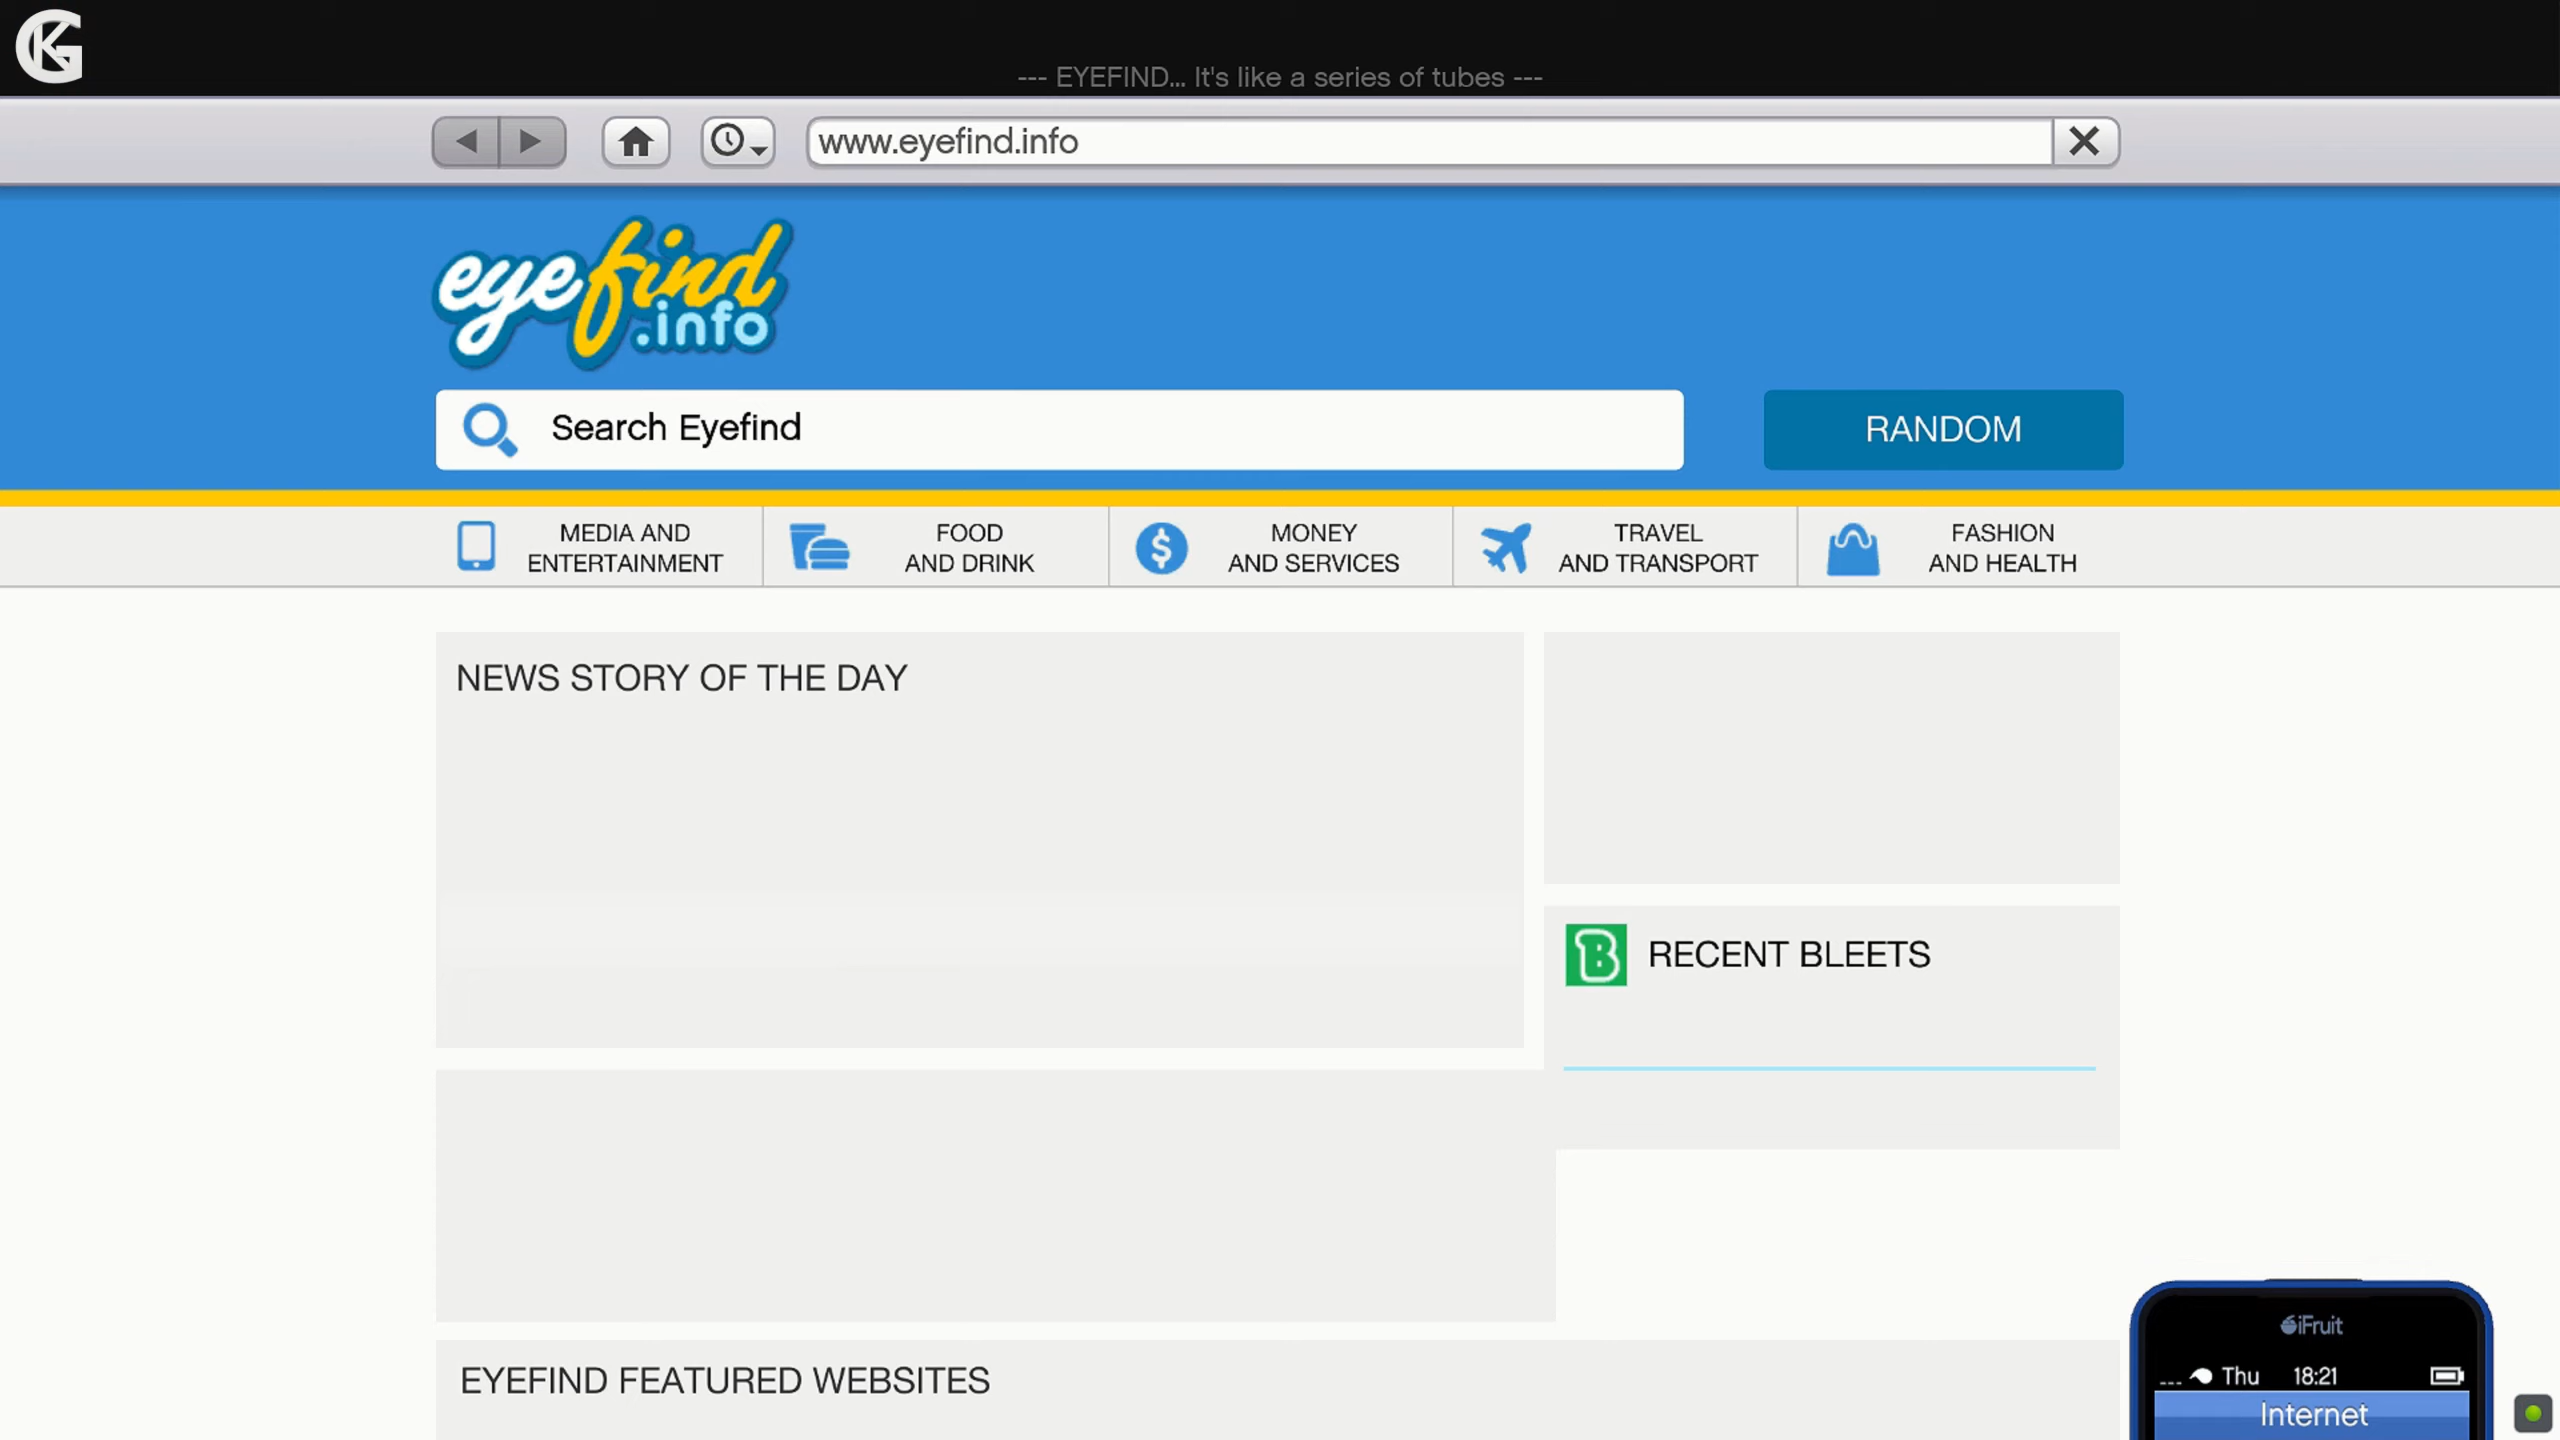 --- EYEFIND... It's like a series of tubes ---
www.eyefind.info
eyefind
.info
Search Eyefind
RANDOM
MEDIA AND
ENTERTAINMENT
FOOD
AND DRINK
MONEY
AND SERVICES
TRAVEL
AND TRANSPORT
FASHION
AND HEALTH
NEWS STORY OF THE DAY
B RECENT BLEETS
EYEFIND FEATURED WEBSITES
iFruit
Thu 18:21
Internet